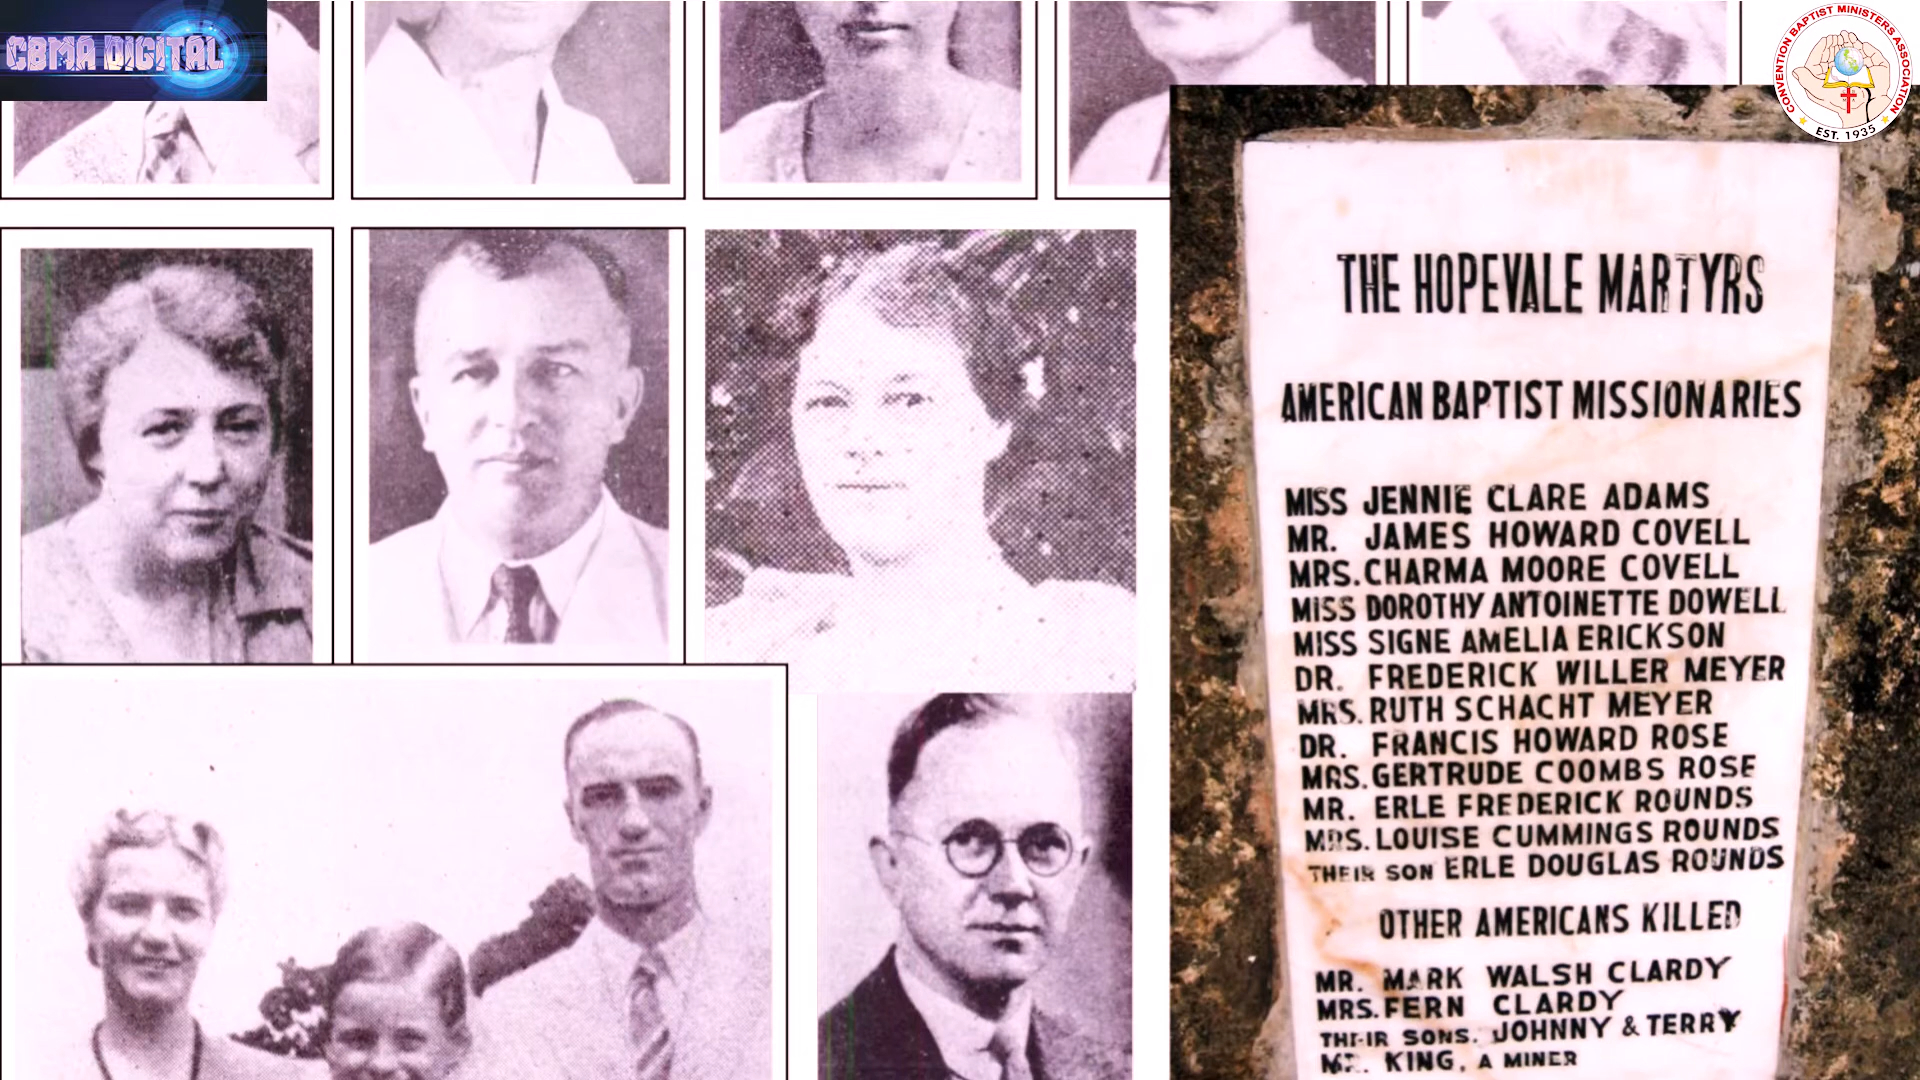 CBMA DIGITAL
CONVENTION BAPTIST MINISTERS ASSOCIATION
EST. 1935
THE HOPEVALE MARTYRS
AMERICAN BAPTIST MISSIONARIES
MISS JENNIE CLARE ADAMS
MR. JAMES HOWARD COVELL
MRS. CHARMA MOORE COVELL
MISS DOROTHY ANTOINETTE DOWELL
MISS SIGNE AMELIA ERICKSON
DR. FREDERICK WILLER MEYER
MRS. RUTH SCHACHT MEYER
DR. FRANCIS HOWARD ROSE
MRS. GERTRUDE COOMBS ROSE
MR. ERLE FREDERICK ROUNDS
MRS. LOUISE CUMMINGS ROUNDS
THEIR SON ERLE DOUGLAS ROUNDS
OTHER AMERICANS KILLED
MR. MARK WALSH CLARDY
MRS. FERN CLARDY
THEIR SONS. JOHNNY & TERRY
MR. KING, A MINER